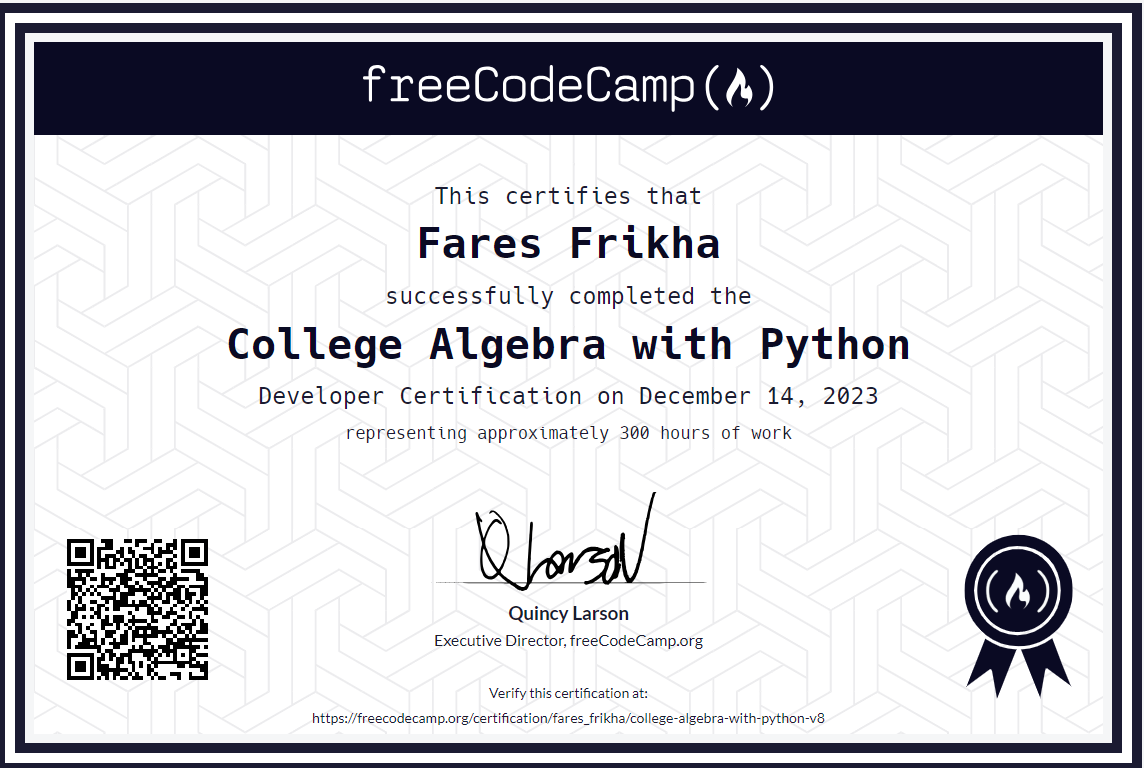 freeCodeCamp
This certifies that
Fares Frikha
successfully completed the
College Algebra with Python
Developer Certification on December 14, 2023
representing approximately 300 hours of work
Q Larson
Quincy Larson
Executive Director, freeCodeCamp.org
Verify this certification at:
https://freecodecamp.org/certification/fares_frikha/college-algebra-with-python-v8